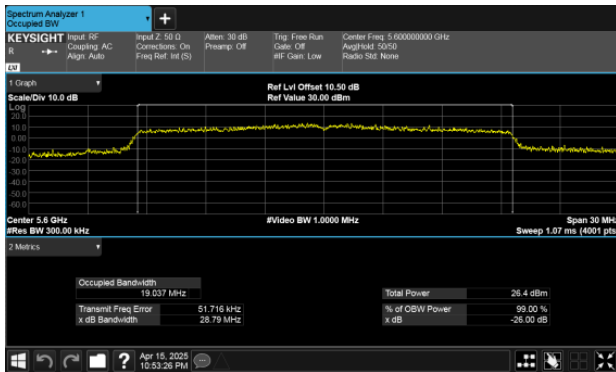 Spectrum Analyzer 1
Occupied BW
+
KEYSIGHT Input: RF Input Z: 50 Ω Atten: 30 dB Trig: Free Run Center Freq: 5.600000000 GHz
R Coupling: AC Corrections: On Preamp: Off Gate: Off Avg|Hold: 50/50
Align: Auto Freq Ref: Int (S) #IF Gain: Low Radio Std: None
LXI
1 Graph Ref Lvl Offset 10.50 dB
Scale/Div 10.0 dB Ref Value 30.00 dBm
Log
20.0
10.0
0.00
-10.0
-20.0
-30.0
-40.0
-50.0
-60.0
Center 5.6 GHz #Video BW 1.0000 MHz Span 30 MHz
#Res BW 300.00 kHz Sweep 1.07 ms (4001 pts
2 Metrics
Occupied Bandwidth
19.037 MHz Total Power 26.4 dBm
Transmit Freq Error 51.716 kHz % of OBW Power 99.00 %
x dB Bandwidth 28.79 MHz x dB -26.00 dB
? Apr 15, 2025
10:53:26 PM